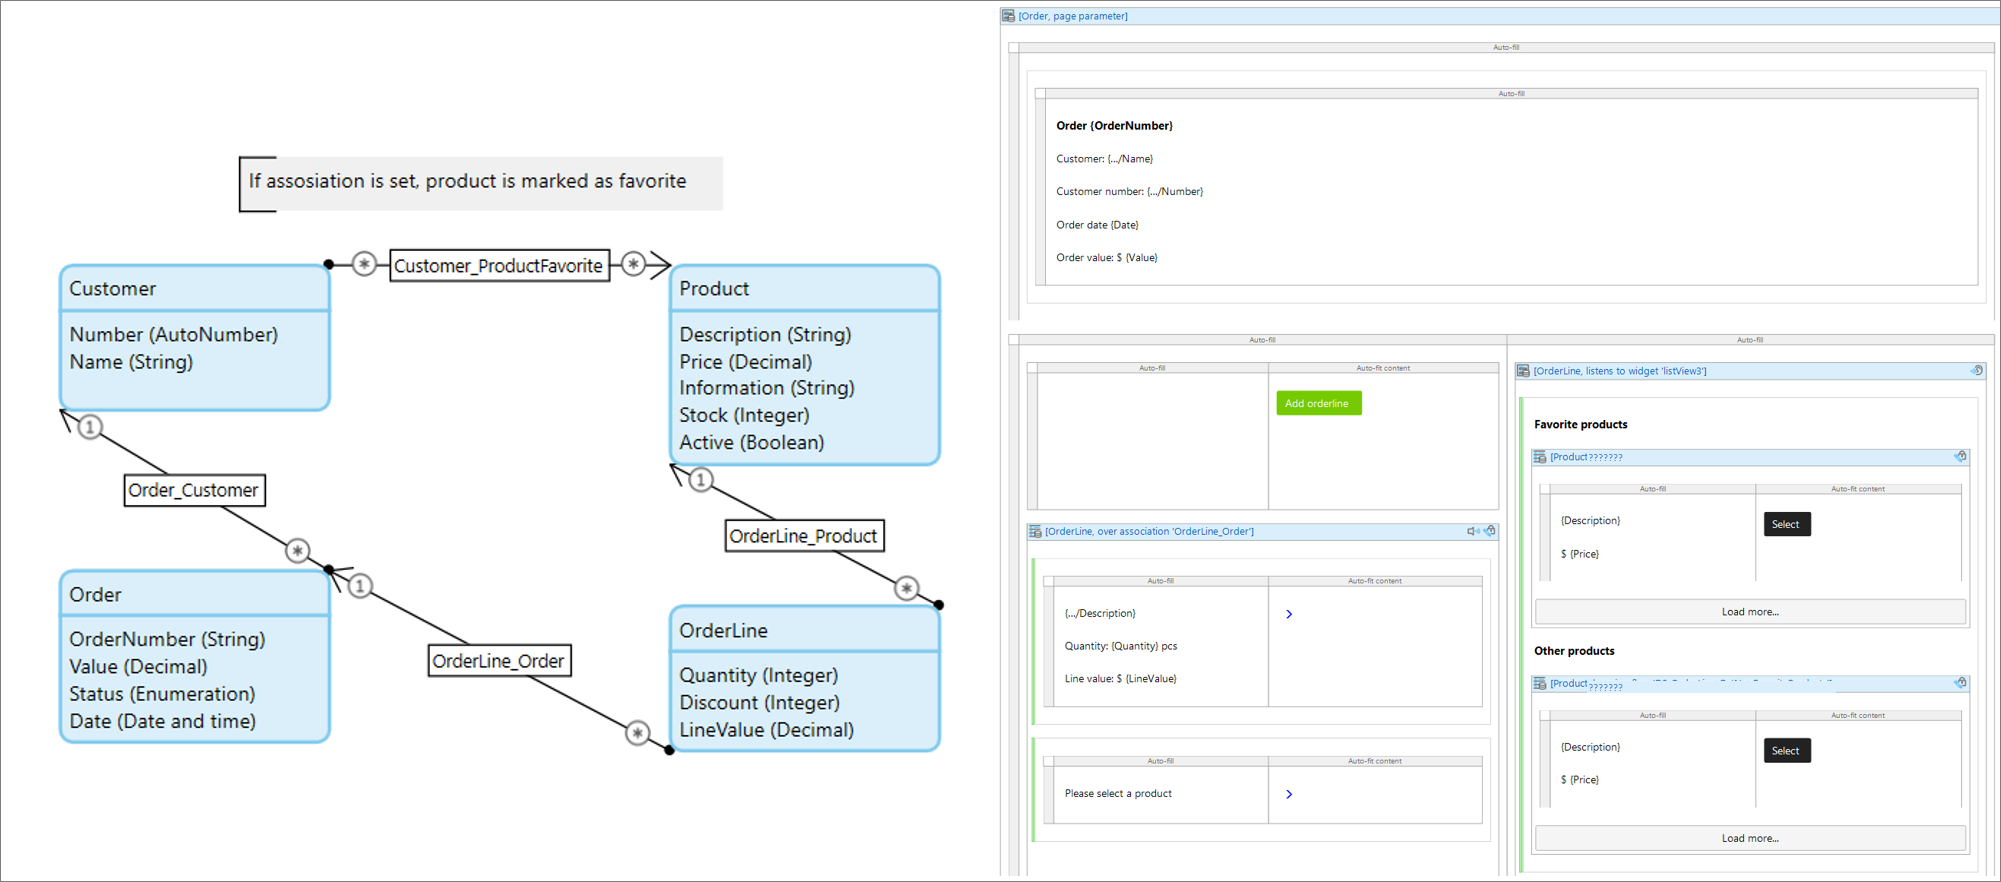 If assosiation is set, product is marked as favorite
Customer_ProductFavorite
*
*
Customer
Number (AutoNumber)
Name (String)
Product
Description (String)
Price (Decimal)
Information (String)
Stock (Integer)
Active (Boolean)
1
Order_Customer
*
1
OrderLine_Product
*
Order
OrderNumber (String)
Value (Decimal)
Status (Enumeration)
Date (Date and time)
1
OrderLine_Order
*
OrderLine
Quantity (Integer)
Discount (Integer)
LineValue (Decimal)
[Order, page parameter]
Auto-fill
Auto-fill
Order {OrderNumber}
Customer: {.../Name}
Customer number: {.../Number}
Order date {Date}
Order value: $ {Value}
Auto-fill
Auto-fill
Auto-fill
Auto-fit content
Add orderline
[OrderLine, over association 'OrderLine_Order']
Auto-fill
Auto-fit content
{.../Description}
Quantity: {Quantity} pcs
Line value: $ {LineValue}
Auto-fill
Auto-fit content
Please select a product
[OrderLine, listens to widget 'listView3']
Favorite products
[Product???????
Auto-fill
Auto-fit content
{Description}
$ {Price}
Select
Load more...
Other products
[Product ???????
Auto-fill
Auto-fit content
{Description}
$ {Price}
Select
Load more...